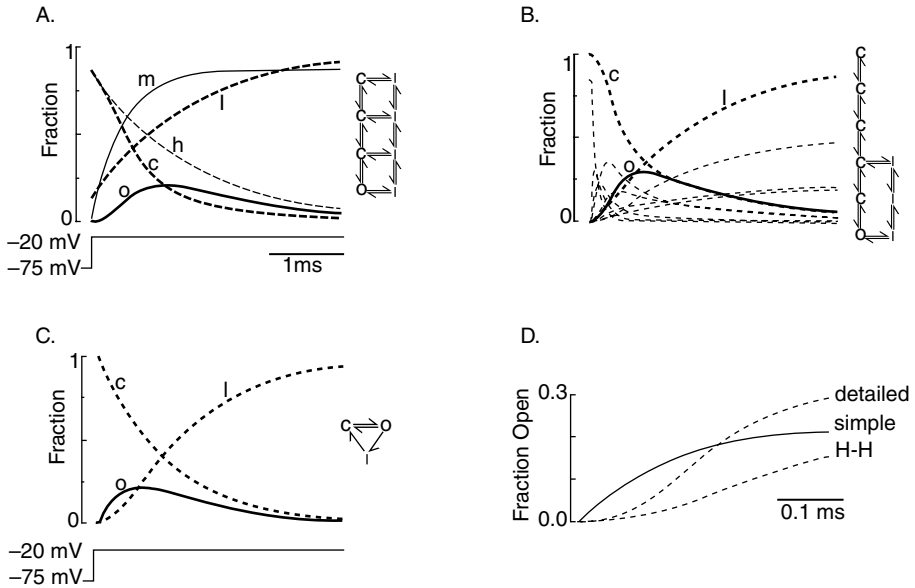 A.
1
Fraction
0
m
l
h
c
o
C I
C I
C I
O I
–20 mV
–75 mV
1ms
B.
1
Fraction
0
c
l
o
C
C
C
C I
C I
O I
C.
1
Fraction
0
c
l
o
C O
I
–20 mV
–75 mV
D.
0.3
Fraction Open
0.0
detailed
simple
H-H
0.1 ms